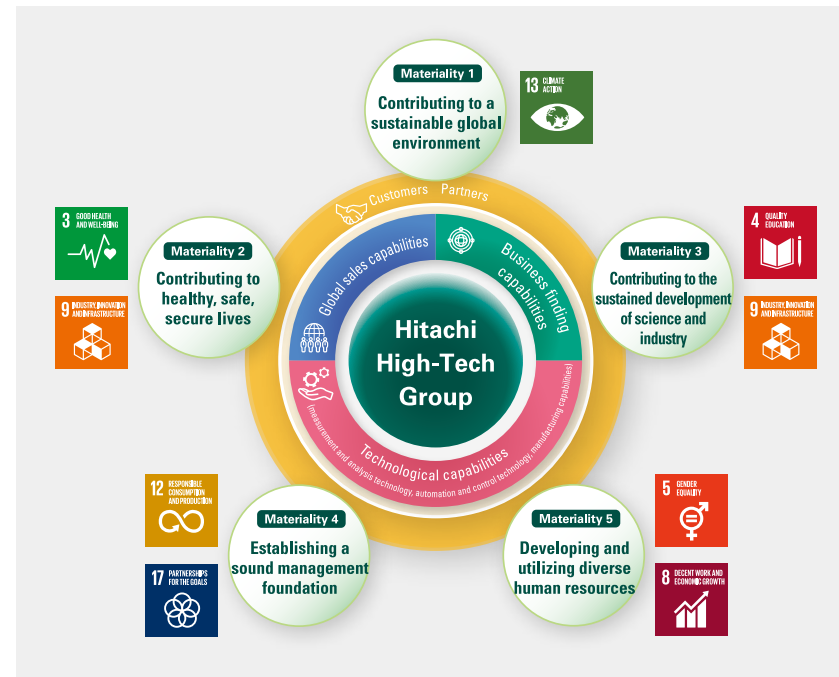 Materiality 1
Contributing to a
sustainable global
environment
13 CLIMATE
ACTION
Customers Partners
3 GOOD HEALTH
AND WELL-BEING
9 INDUSTRY, INNOVATION
AND INFRASTRUCTURE
Materiality 2
Contributing to
healthy, safe,
secure lives
Global sales capabilities
Business finding
capabilities
Materiality 3
Contributing to the
sustained development
of science and
industry
4 QUALITY
EDUCATION
9 INDUSTRY, INNOVATION
AND INFRASTRUCTURE
Hitachi
High-Tech
Group
Technological capabilities
(measurement and analysis technology, automation and control technology, manufacturing capabilities)
12 RESPONSIBLE
CONSUMPTION
AND PRODUCTION
17 PARTNERSHIPS
FOR THE GOALS
Materiality 4
Establishing a
sound management
foundation
Materiality 5
Developing and
utilizing diverse
human resources
5 GENDER
EQUALITY
8 DECENT WORK AND
ECONOMIC GROWTH